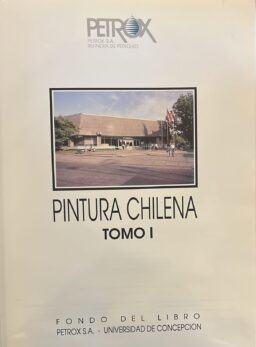 PETROX
PETROX S.A.
REFINERIA DE PETROLEO
PINTURA CHILENA
TOMO I
FONDO DEL LIBRO
PETROX S.A. - UNIVERSIDAD DE CONCEPCION